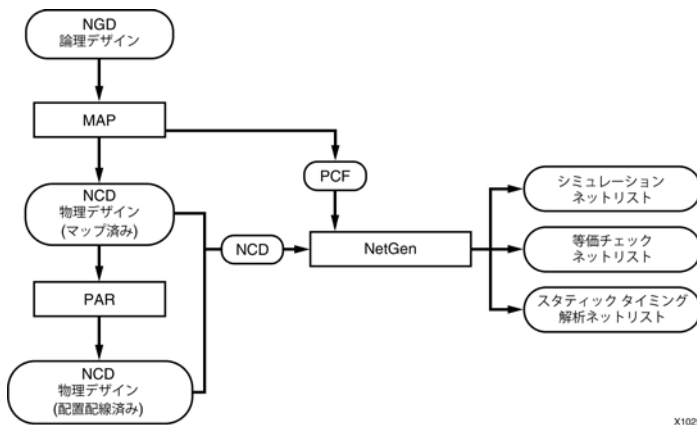 NGD
論理デザイン
MAP
PCF
NCD
物理デザイン
(マップ済み)
NCD
NetGen
シミュレーション
ネットリスト
等価チェック
ネットリスト
スタティック タイミング
解析ネットリスト
PAR
NCD
物理デザイン
(配置配線済み)